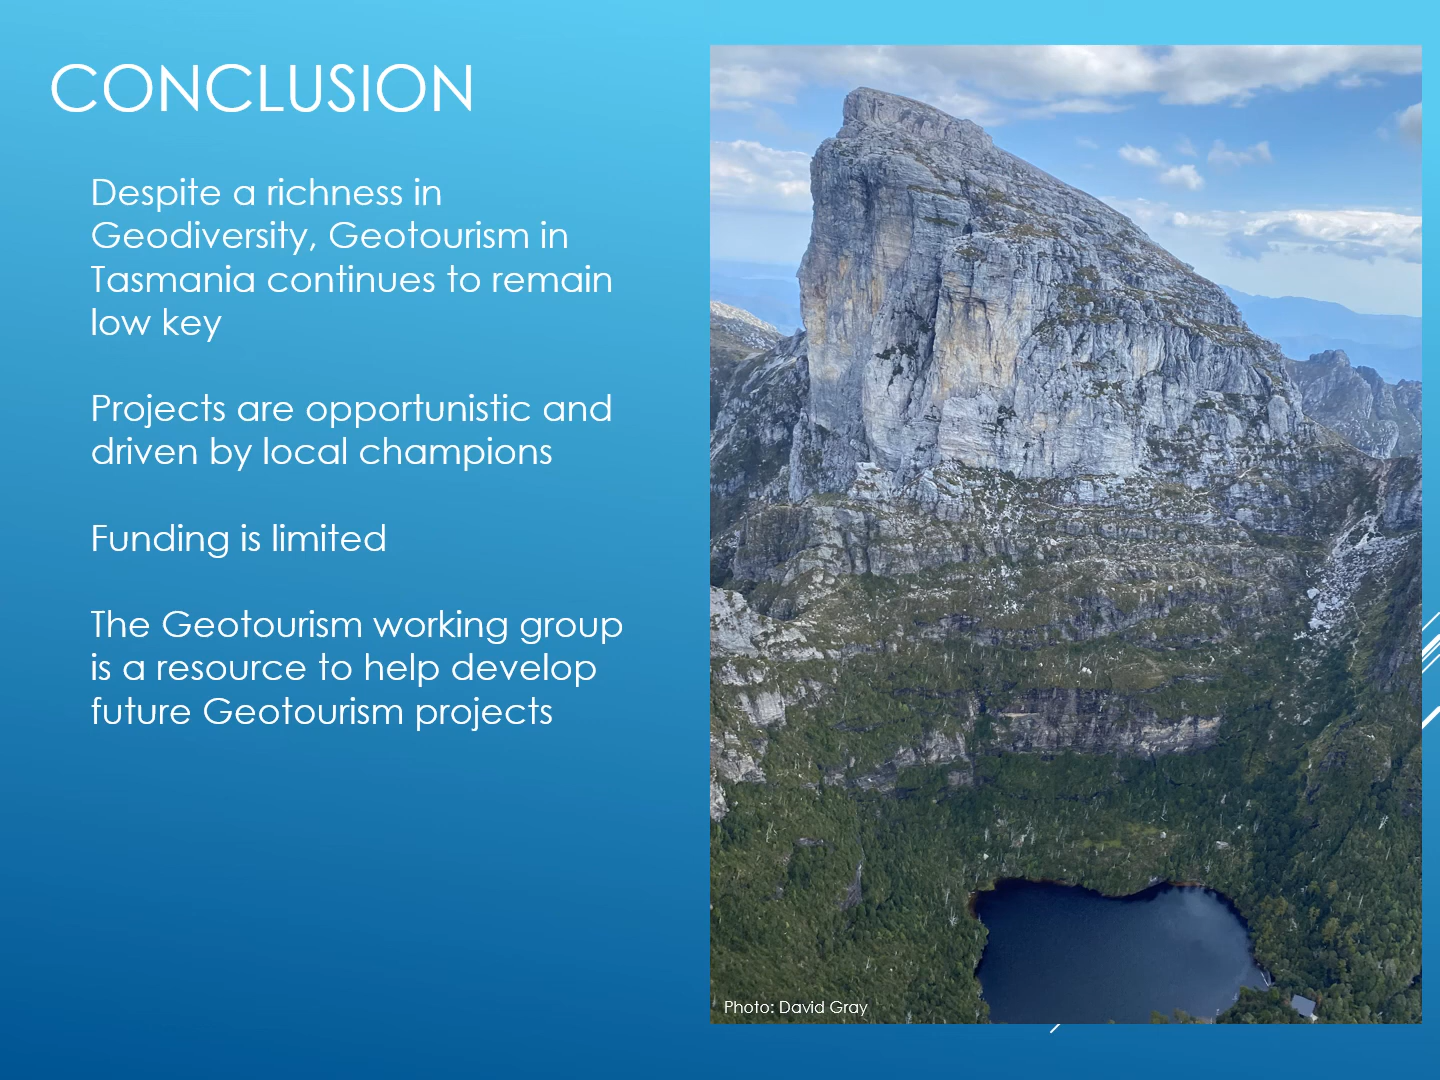 CONCLUSION
Despite a richness in
Geodiversity, Geotourism in
Tasmania continues to remain
low key
Projects are opportunistic and
driven by local champions
Funding is limited
The Geotourism working group
is a resource to help develop
future Geotourism projects
Photo: David Gray